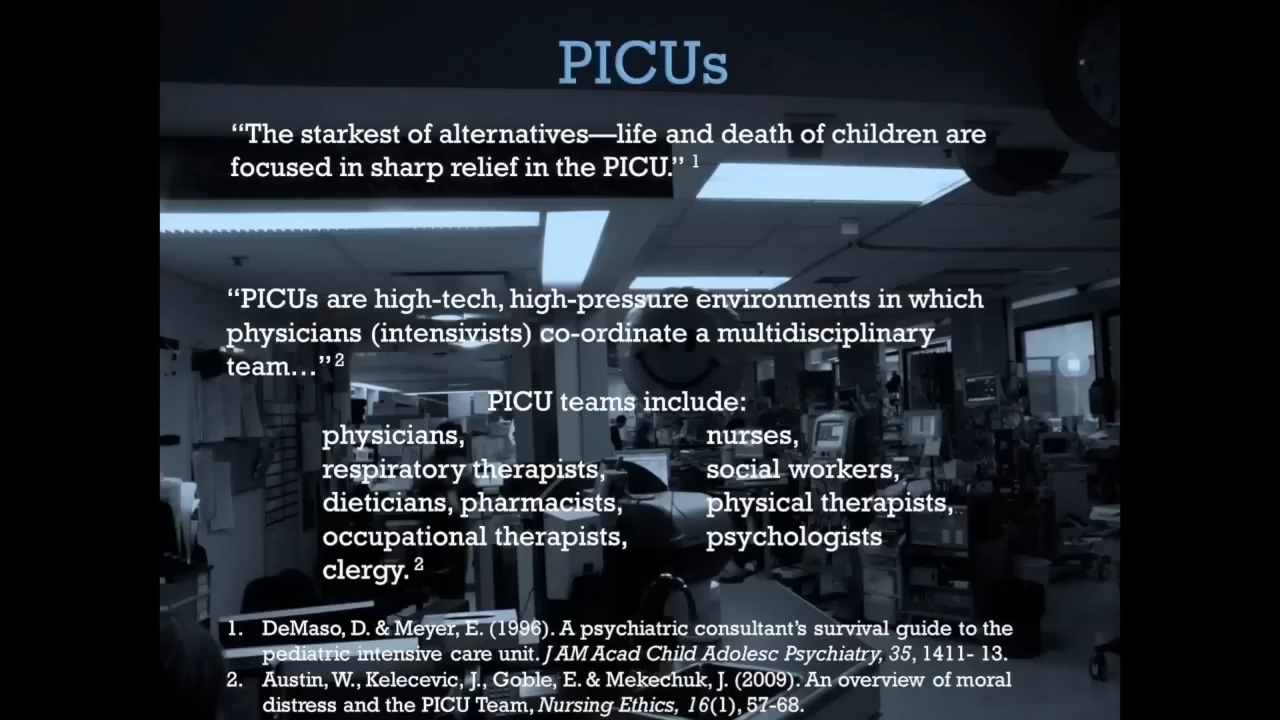 PICUs
“The starkest of alternatives—life and death of children are
focused in sharp relief in the PICU.” 1
“PICUs are high-tech, high-pressure environments in which
physicians (intensivists) co-ordinate a multidisciplinary
team…” 2
PICU teams include:
physicians, nurses,
respiratory therapists, social workers,
dieticians, pharmacists, physical therapists,
occupational therapists, psychologists
clergy. 2
1. DeMaso, D. & Meyer, E. (1996). A psychiatric consultant’s survival guide to the
pediatric intensive care unit. J AM Acad Child Adolesc Psychiatry, 35, 1411- 13.
2. Austin, W., Kelecevic, J., Goble, E. & Mekechuk, J. (2009). An overview of moral
distress and the PICU Team, Nursing Ethics, 16(1), 57-68.